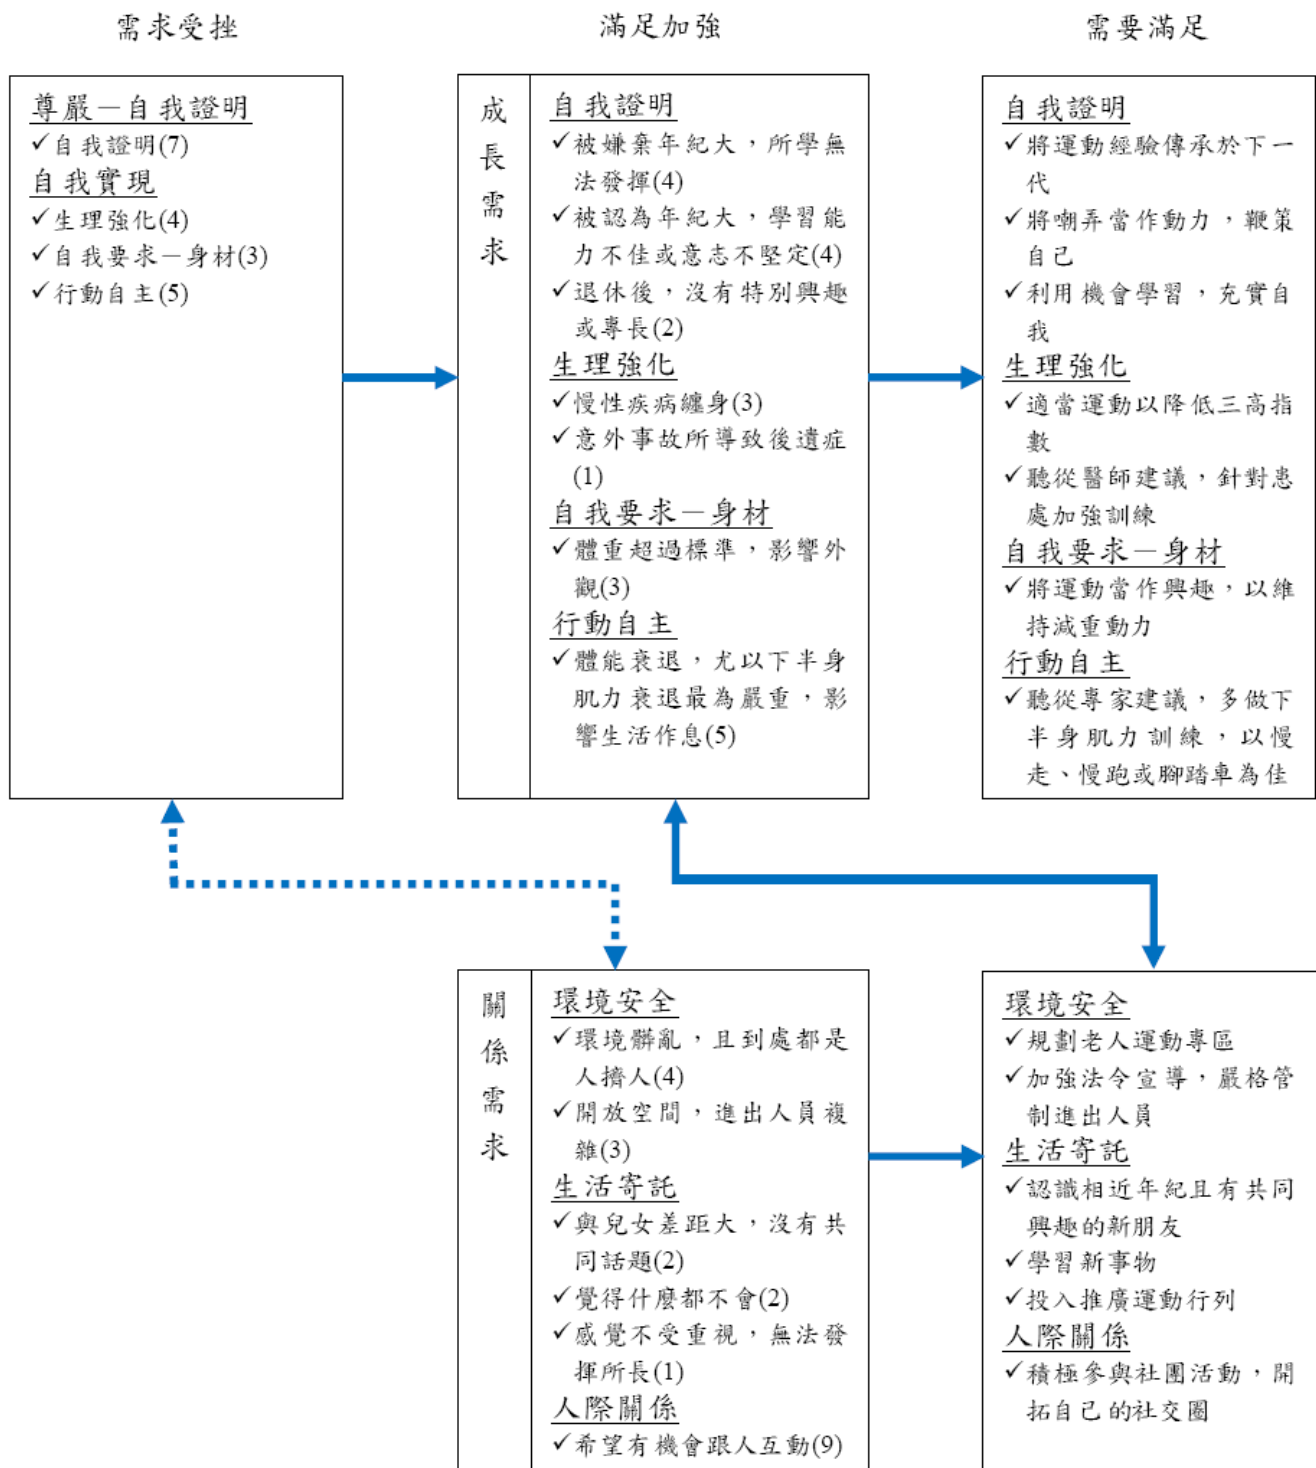 需求受挫
滿足加強
需要滿足
尊嚴－自我證明
✓自我證明(7)
自我實現
✓生理強化(4)
✓自我要求－身材(3)
✓行動自主(5)
成
長
需
求
自我證明
✓被嫌棄年紀大，所學無
法發揮(4)
✓被認為年紀大，學習能
力不佳或意志不堅定(4)
✓退休後，沒有特別興趣
或專長(2)
生理強化
✓慢性疾病纏身(3)
✓意外事故所導致後遺症
(1)
自我要求－身材
✓體重超過標準，影響外
觀(3)
行動自主
✓體能衰退，尤以下半身
肌力衰退最為嚴重，影
響生活作息(5)
自我證明
✓將運動經驗傳承於下一
代
✓將嘲弄當作動力，鞭策
自己
✓利用機會學習，充實自
我
生理強化
✓適當運動以降低三高指
數
✓聽從醫師建議，針對患
處加強訓練
自我要求－身材
✓將運動當作興趣，以維
持減重動力
行動自主
✓聽從專家建議，多做下
半身肌力訓練，以慢
走、慢跑或腳踏車為佳
關
係
需
求
環境安全
✓環境髒亂，且到處都是
人擠人(4)
✓開放空間，進出人員複
雜(3)
生活寄託
✓與兒女差距大，沒有共
同話題(2)
✓覺得什麼都不會(2)
✓感覺不受重視，無法發
揮所長(1)
人際關係
✓希望有機會跟人互動(9)
環境安全
✓規劃老人運動專區
✓加強法令宣導，嚴格管
制進出人員
生活寄託
✓認識相近年紀且有共同
興趣的新朋友
✓學習新事物
✓投入推廣運動行列
人際關係
✓積極參與社團活動，開
拓自己的社交圈